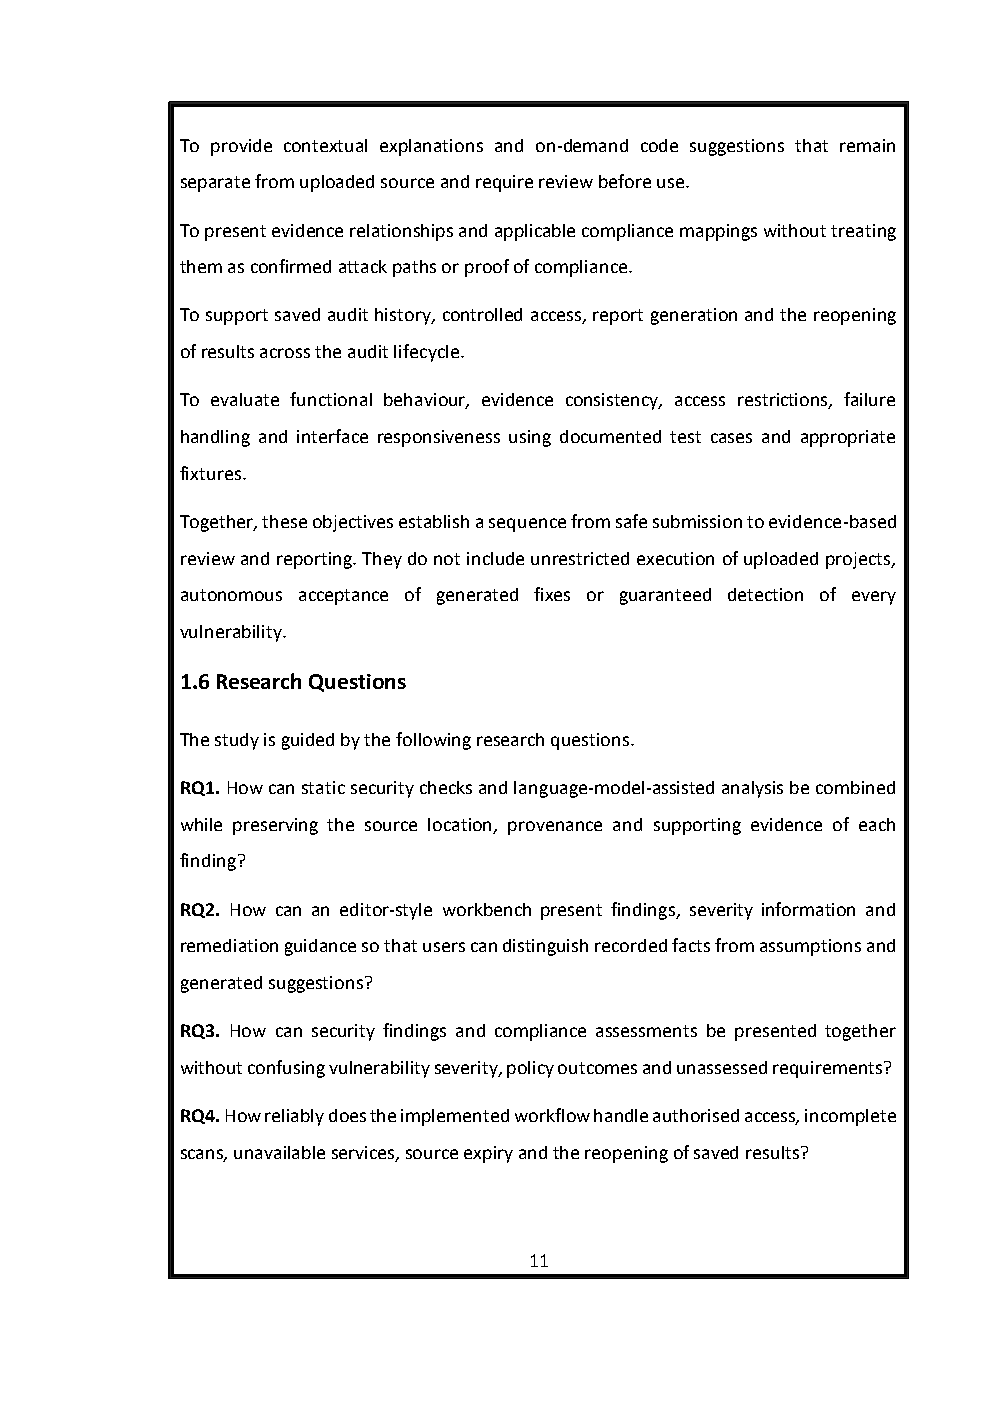 To provide contextual explanations and on-demand code suggestions that remain
separate from uploaded source and require review before use.
To present evidence relationships and applicable compliance mappings without treating
them as confirmed attack paths or proof of compliance.
To support saved audit history, controlled access, report generation and the reopening
of results across the audit lifecycle.
To evaluate functional behaviour, evidence consistency, access restrictions, failure
handling and interface responsiveness using documented test cases and appropriate
fixtures.
Together, these objectives establish a sequence from safe submission to evidence-based
review and reporting. They do not include unrestricted execution of uploaded projects,
autonomous acceptance of generated fixes or guaranteed detection of every
vulnerability.
1.6 Research Questions
The study is guided by the following research questions.
RQ1. How can static security checks and language-model-assisted analysis be combined
while preserving the source location, provenance and supporting evidence of each
finding?
RQ2. How can an editor-style workbench present findings, severity information and
remediation guidance so that users can distinguish recorded facts from assumptions and
generated suggestions?
RQ3. How can security findings and compliance assessments be presented together
without confusing vulnerability severity, policy outcomes and unassessed requirements?
RQ4. How reliably does the implemented workflow handle authorised access, incomplete
scans, unavailable services, source expiry and the reopening of saved results?
11